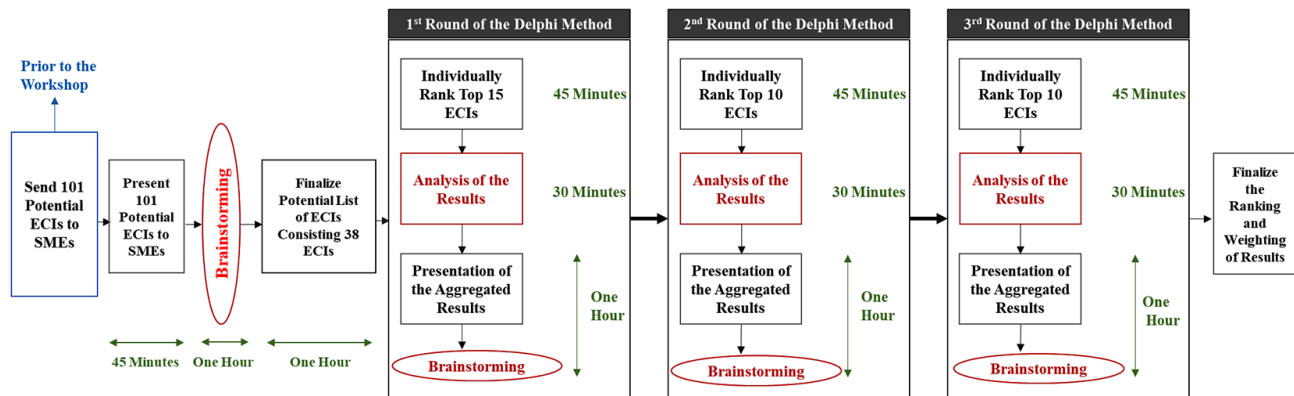 Prior to the
Workshop
Send 101
Potential
ECIs to
SMEs
Present
101
Potential
ECIs to
SMEs
45 Minutes
Brainstorming
One Hour
Finalize
Potential List
of ECIs
Consisting 38
ECIs
One Hour
1st Round of the Delphi Method
Individually
Rank Top 15
ECIs
45 Minutes
Analysis of the
Results
30 Minutes
Presentation of
the Aggregated
Results
One
Hour
Brainstorming
2nd Round of the Delphi Method
Individually
Rank Top 10
ECIs
45 Minutes
Analysis of the
Results
30 Minutes
Presentation of
the Aggregated
Results
One
Hour
Brainstorming
3rd Round of the Delphi Method
Individually
Rank Top 10
ECIs
45 Minutes
Analysis of the
Results
30 Minutes
Presentation of
the Aggregated
Results
One
Hour
Brainstorming
Finalize
the
Ranking
and
Weighting
of Results